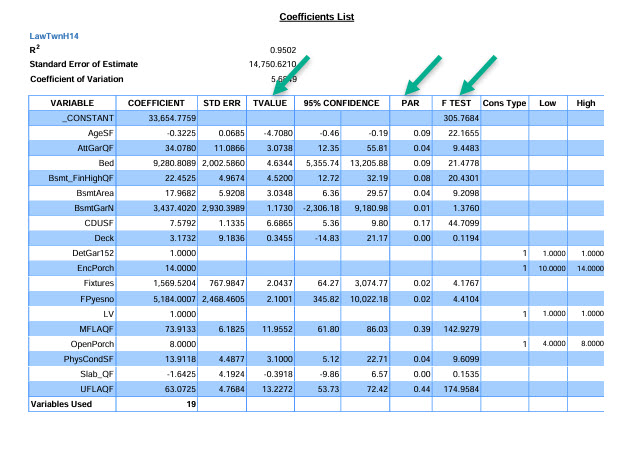 Coefficients List
LawTwnH14
R2 0.9502
Standard Error of Estimate 14,750.6210
Coefficient of Variation
VARIABLE COEFFICIENT STD ERR TVALUE 95% CONFIDENCE PAR F TEST Cons Type Low High
_CONSTANT 33,654.7759 305.7684
AgeSF -0.3225 0.0685 -4.7080 -0.46 -0.19 0.09 22.1655
AttGarQF 34.0780 11.0866 3.0738 12.35 55.81 0.04 9.4483
Bed 9,280.8089 2,002.5860 4.6344 5,355.74 13,205.88 0.09 21.4778
Bsmt_FinHighQF 22.4525 4.9674 4.5200 12.72 32.19 0.08 20.4301
BsmtArea 17.9682 5.9208 3.0348 6.36 29.57 0.04 9.2098
BsmtGarN 3,437.4020 2,930.3989 1.1730 -2,306.18 9,180.98 0.01 1.3760
CDUSF 7.5792 1.1335 6.6865 5.36 9.80 0.17 44.7099
Deck 3.1732 9.1836 0.3455 -14.83 21.17 0.00 0.1194
DetGar152 1.0000 1 1.0000 1.0000
EncPorch 14.0000 1 10.0000 14.0000
Fixtures 1,569.5204 767.9847 2.0437 64.27 3,074.77 0.02 4.1767
FPyesno 5,184.0007 2,468.4605 2.1001 345.82 10,022.18 0.02 4.4104
LV 1.0000 1 1.0000 1.0000
MFLAQF 73.9133 6.1825 11.9552 61.80 86.03 0.39 142.9279
OpenPorch 8.0000 1 4.0000 8.0000
PhysCondSF 13.9118 4.4877 3.1000 5.12 22.71 0.04 9.6099
Slab_QF -1.6425 4.1924 -0.3918 -9.86 6.57 0.00 0.1535
UFLAQF 63.0725 4.7684 13.2272 53.73 72.42 0.44 174.9584
Variables Used 19